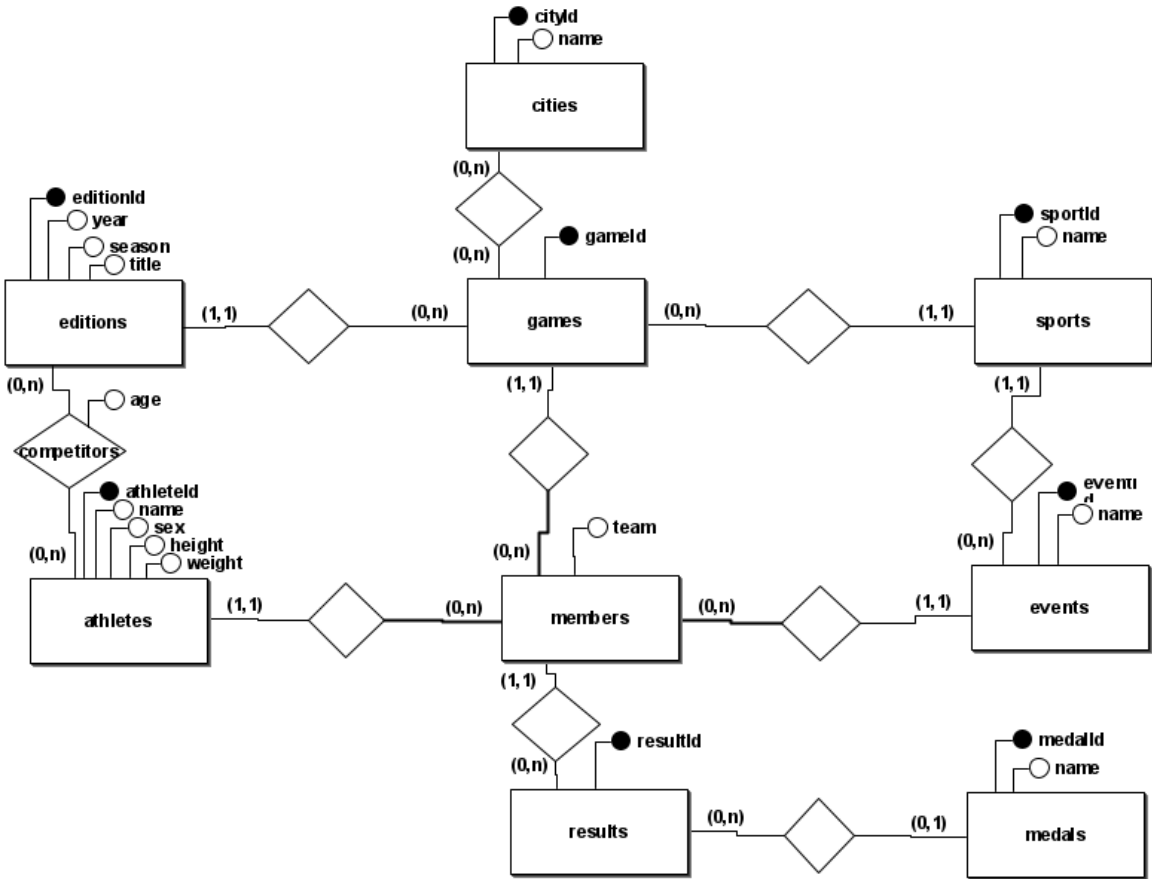 cityId
name
cities
(0,n)
(0,n)
editionId
year
season
title
editions
(1,1)
(0,n)
gameId
games
(0,n)
(1,1)
sportId
name
sports
(0,n)
age
competitors
(0,n)
(1,1)
(0,n)
(1,1)
(0,n)
athleteId
name
sex
height
weight
athletes
(1,1)
(0,n)
team
members
(0,n)
(1,1)
name
events
(1,1)
(0,n)
resultId
results
(0,n)
(0,1)
medalId
name
medals